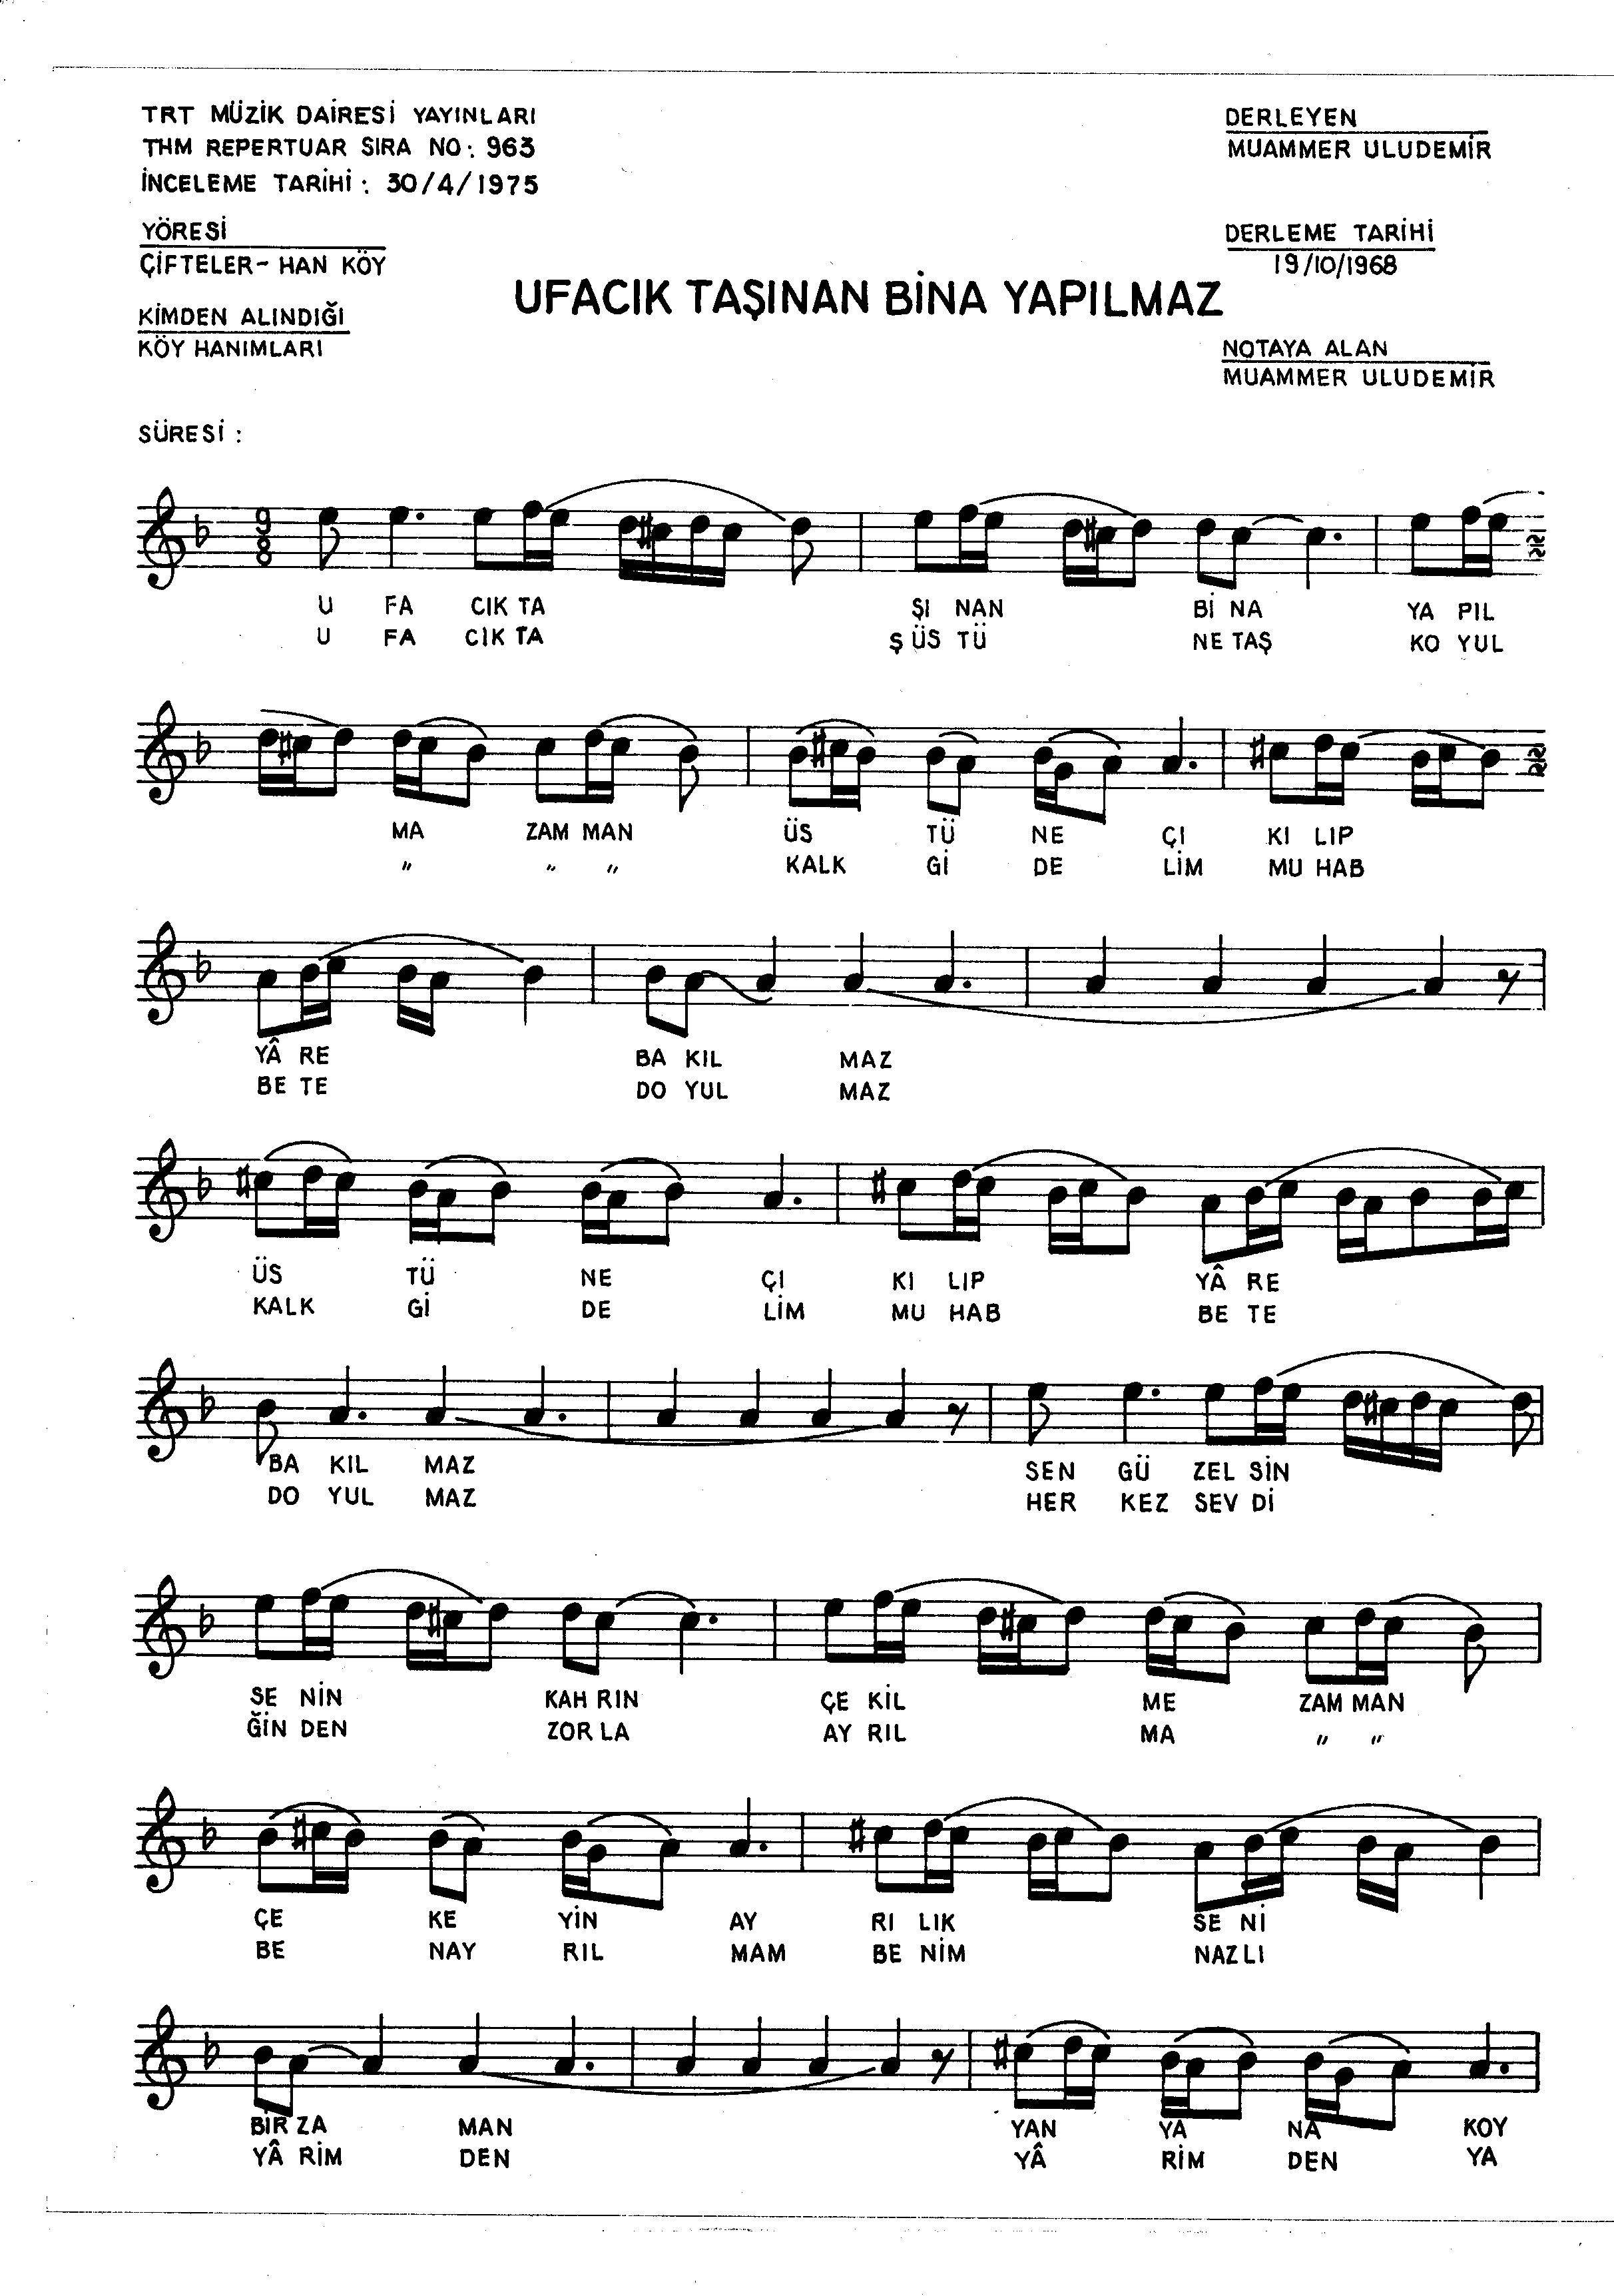 TRT MÜZİK DAİRESİ YAYINLARI
THM REPERTUAR SIRA NO: 963
İNCELEME TARİHİ: 30/4/1975
DERLEYEN
MUAMMER ULUDEMİR
YÖRESİ
ÇİFTELER-HAN KÖY
DERLEME TARİHİ
19/10/1968
UFACIK TAŞINAN BİNA YAPILMAZ
KİMDEN ALINDIĞI
KÖY HANIMLARI
NOTAYA ALAN
MUAMMER ULUDEMİR
SÜRESİ:
9
8
U FA CIK TA ŞI NAN Bİ NA YA PIL
U FA CIK TA ŞÜS TÜ NE TAŞ KO YUL
MA ZAM MAN ÜS TÜ NE ÇI KI LIP
" " " KALK Gİ DE LİM MU HAB
YÂ RE BA KIL MAZ
BE TE DO YUL MAZ
ÜS TÜ NE ÇI KI LIP YÂ RE
KALK Gİ DE LİM MU HAB BE TE
BA KIL MAZ SEN GÜ ZEL SİN
DO YUL MAZ HER KEZ SEV Dİ
SE NİN KAH RIN ÇE KİL ME ZAM MAN
ĞİN DEN ZOR LA AY RIL MA " "
ÇE KE YİN AY RI LIK SE Nİ
BE NAY RIL MAM BE NİM NAZ LI
BİR ZA MAN YAN YA NA KOY
YÂ RİM DEN YÂ RİM DEN YA